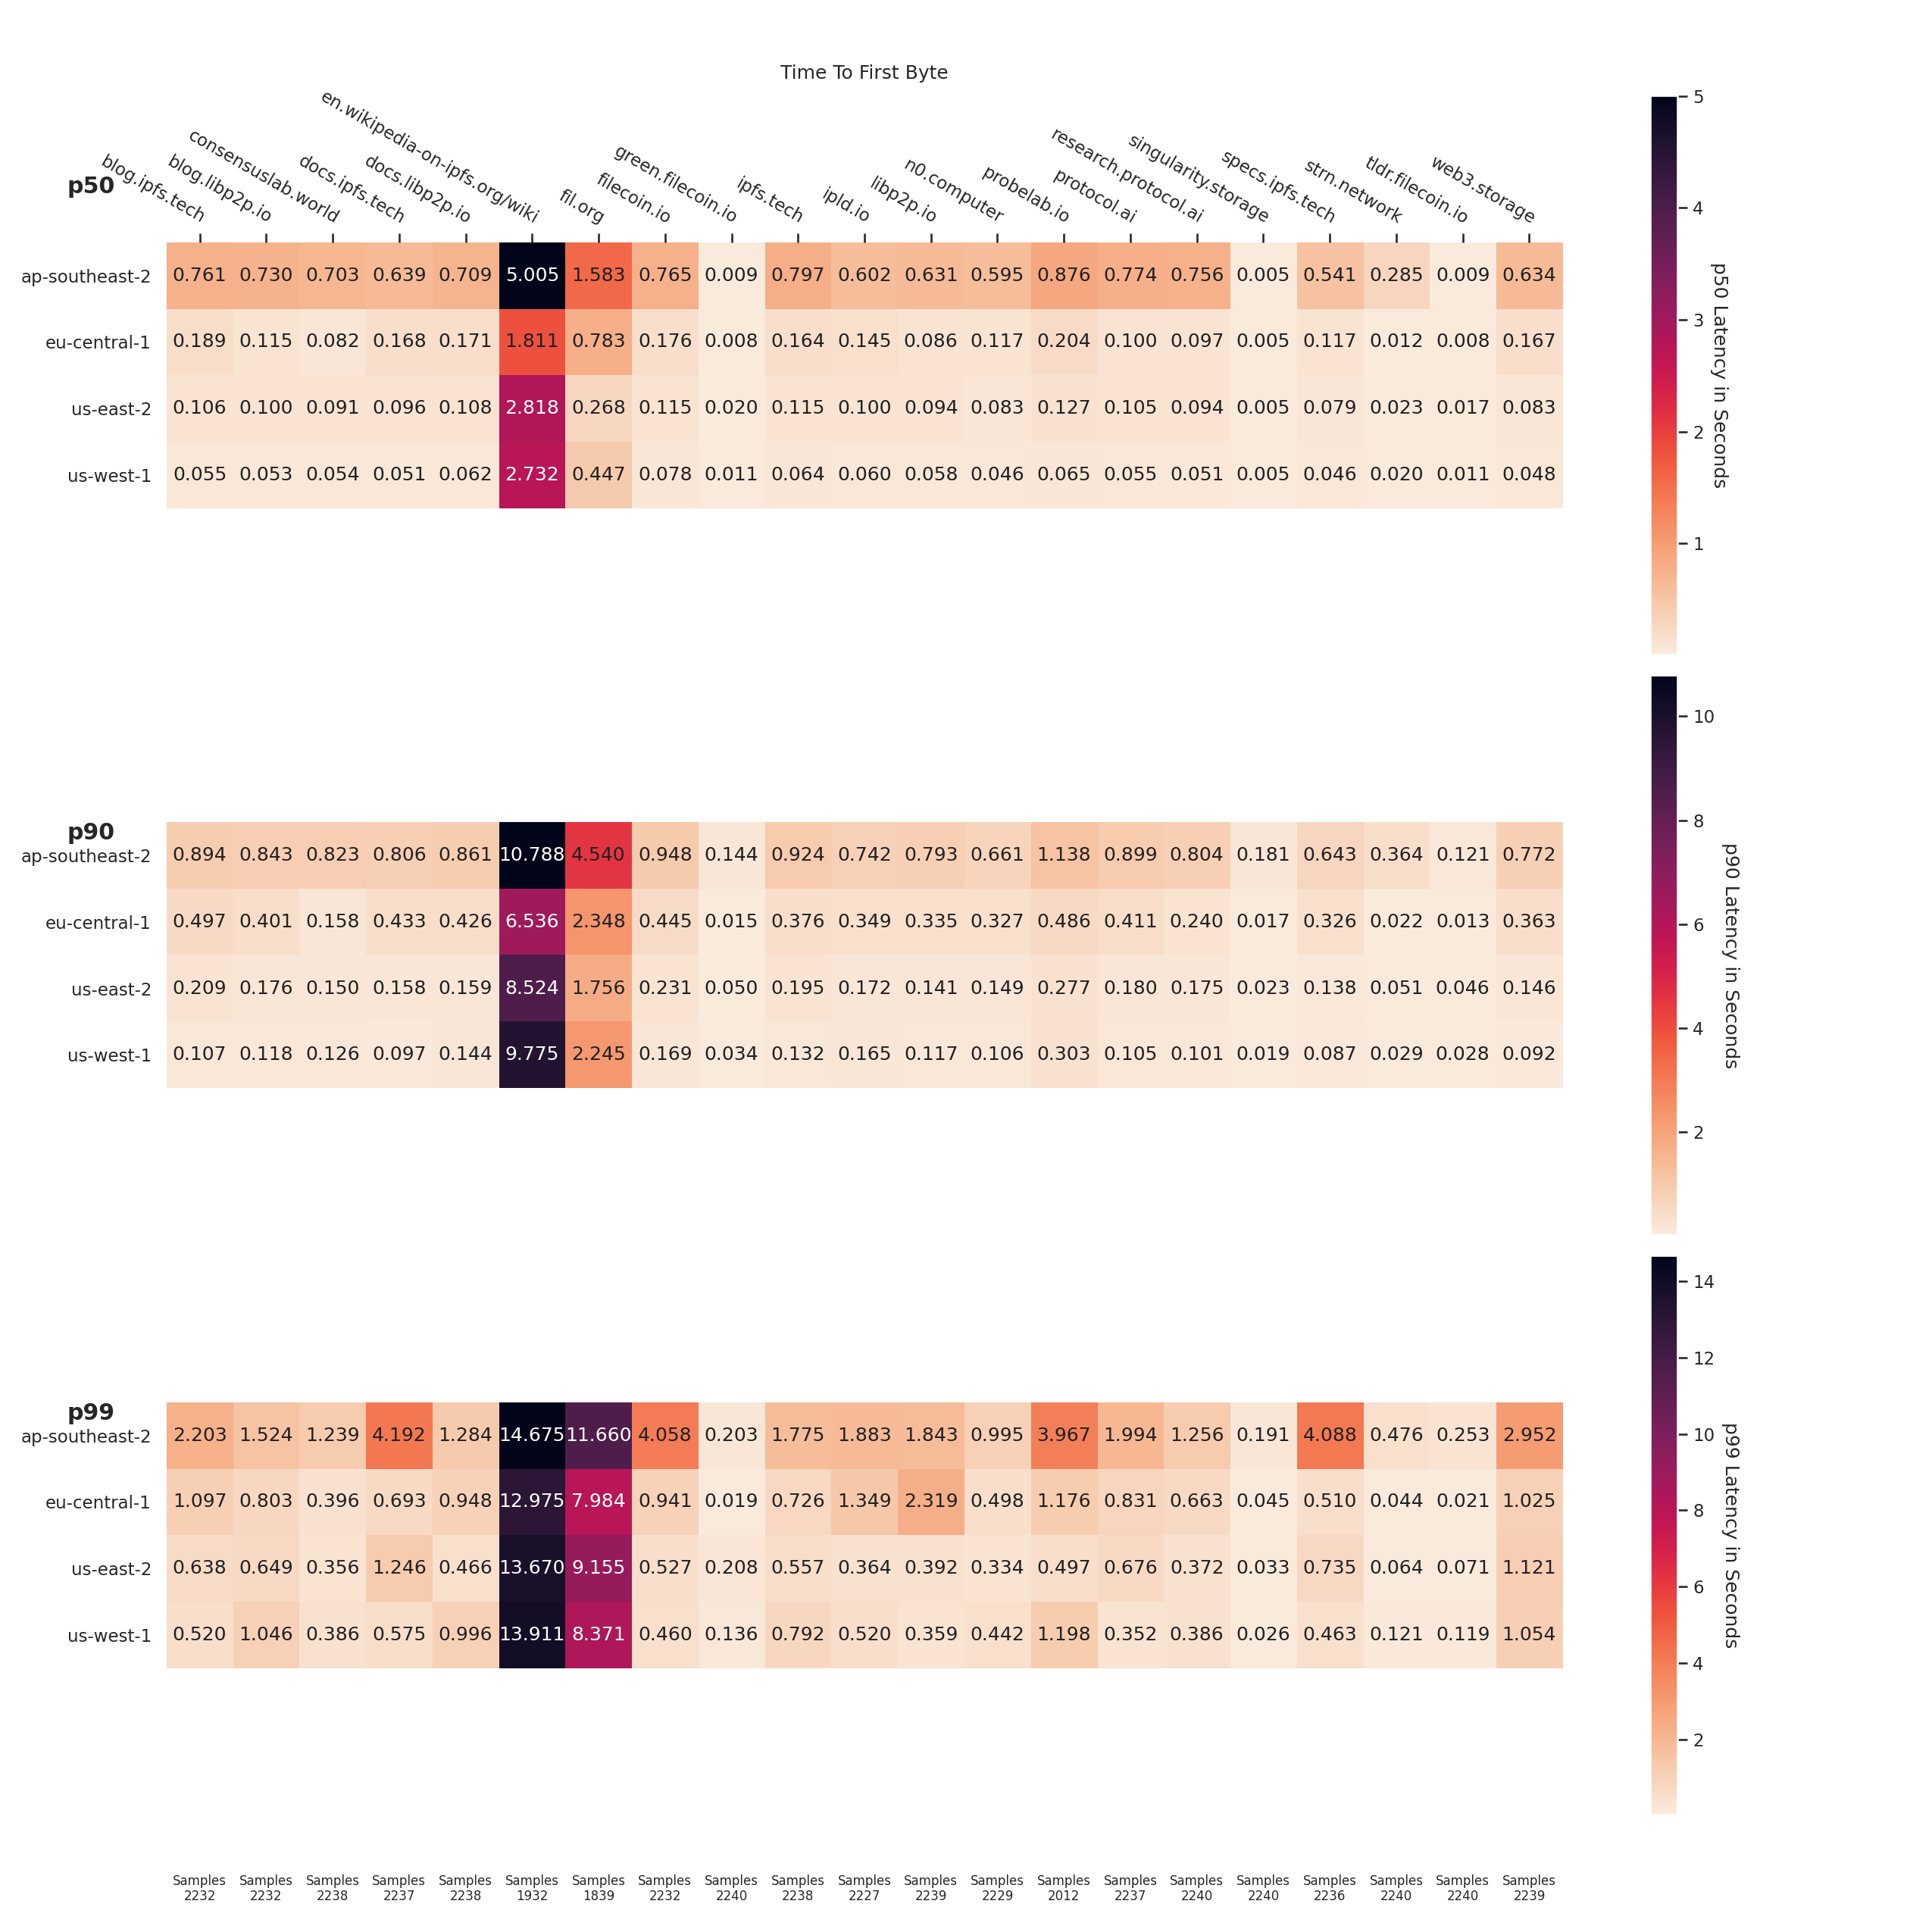 Time To First Byte
p50
blog.ipfs.tech
blog.libp2p.io
consensuslab.world
docs.ipfs.tech
docs.libp2p.io
en.wikipedia-on-ipfs.org/wiki
fil.org
filecoin.io
green.filecoin.io
ipfs.tech
ipld.io
libp2p.io
n0.computer
probelab.io
protocol.ai
research.protocol.ai
singularity.storage
specs.ipfs.tech
strn.network
tldr.filecoin.io
web3.storage
ap-southeast-2 0.761 0.730 0.703 0.639 0.709 5.005 1.583 0.765 0.009 0.797 0.602 0.631 0.595 0.876 0.774 0.756 0.005 0.541 0.285 0.009 0.634
eu-central-1 0.189 0.115 0.082 0.168 0.171 1.811 0.783 0.176 0.008 0.164 0.145 0.086 0.117 0.204 0.100 0.097 0.005 0.117 0.012 0.008 0.167
us-east-2 0.106 0.100 0.091 0.096 0.108 2.818 0.268 0.115 0.020 0.115 0.100 0.094 0.083 0.127 0.105 0.094 0.005 0.079 0.023 0.017 0.083
us-west-1 0.055 0.053 0.054 0.051 0.062 2.732 0.447 0.078 0.011 0.064 0.060 0.058 0.046 0.065 0.055 0.051 0.005 0.046 0.020 0.011 0.048
5
4
3
2
1
p50 Latency in Seconds
p90
ap-southeast-2 0.894 0.843 0.823 0.806 0.861 10.788 4.540 0.948 0.144 0.924 0.742 0.793 0.661 1.138 0.899 0.804 0.181 0.643 0.364 0.121 0.772
eu-central-1 0.497 0.401 0.158 0.433 0.426 6.536 2.348 0.445 0.015 0.376 0.349 0.335 0.327 0.486 0.411 0.240 0.017 0.326 0.022 0.013 0.363
us-east-2 0.209 0.176 0.150 0.158 0.159 8.524 1.756 0.231 0.050 0.195 0.172 0.141 0.149 0.277 0.180 0.175 0.023 0.138 0.051 0.046 0.146
us-west-1 0.107 0.118 0.126 0.097 0.144 9.775 2.245 0.169 0.034 0.132 0.165 0.117 0.106 0.303 0.105 0.101 0.019 0.087 0.029 0.028 0.092
10
8
6
4
2
p90 Latency in Seconds
p99
ap-southeast-2 2.203 1.524 1.239 4.192 1.284 14.675 11.660 4.058 0.203 1.775 1.883 1.843 0.995 3.967 1.994 1.256 0.191 4.088 0.476 0.253 2.952
eu-central-1 1.097 0.803 0.396 0.693 0.948 12.975 7.984 0.941 0.019 0.726 1.349 2.319 0.498 1.176 0.831 0.663 0.045 0.510 0.044 0.021 1.025
us-east-2 0.638 0.649 0.356 1.246 0.466 13.670 9.155 0.527 0.208 0.557 0.364 0.392 0.334 0.497 0.676 0.372 0.033 0.735 0.064 0.071 1.121
us-west-1 0.520 1.046 0.386 0.575 0.996 13.911 8.371 0.460 0.136 0.792 0.520 0.359 0.442 1.198 0.352 0.386 0.026 0.463 0.121 0.119 1.054
14
12
10
8
6
4
2
p99 Latency in Seconds
Samples Samples Samples Samples Samples Samples Samples Samples Samples Samples Samples Samples Samples Samples Samples Samples Samples Samples Samples Samples Samples
2232 2232 2238 2237 2238 1932 1839 2232 2240 2238 2227 2239 2229 2012 2237 2240 2240 2236 2240 2240 2239